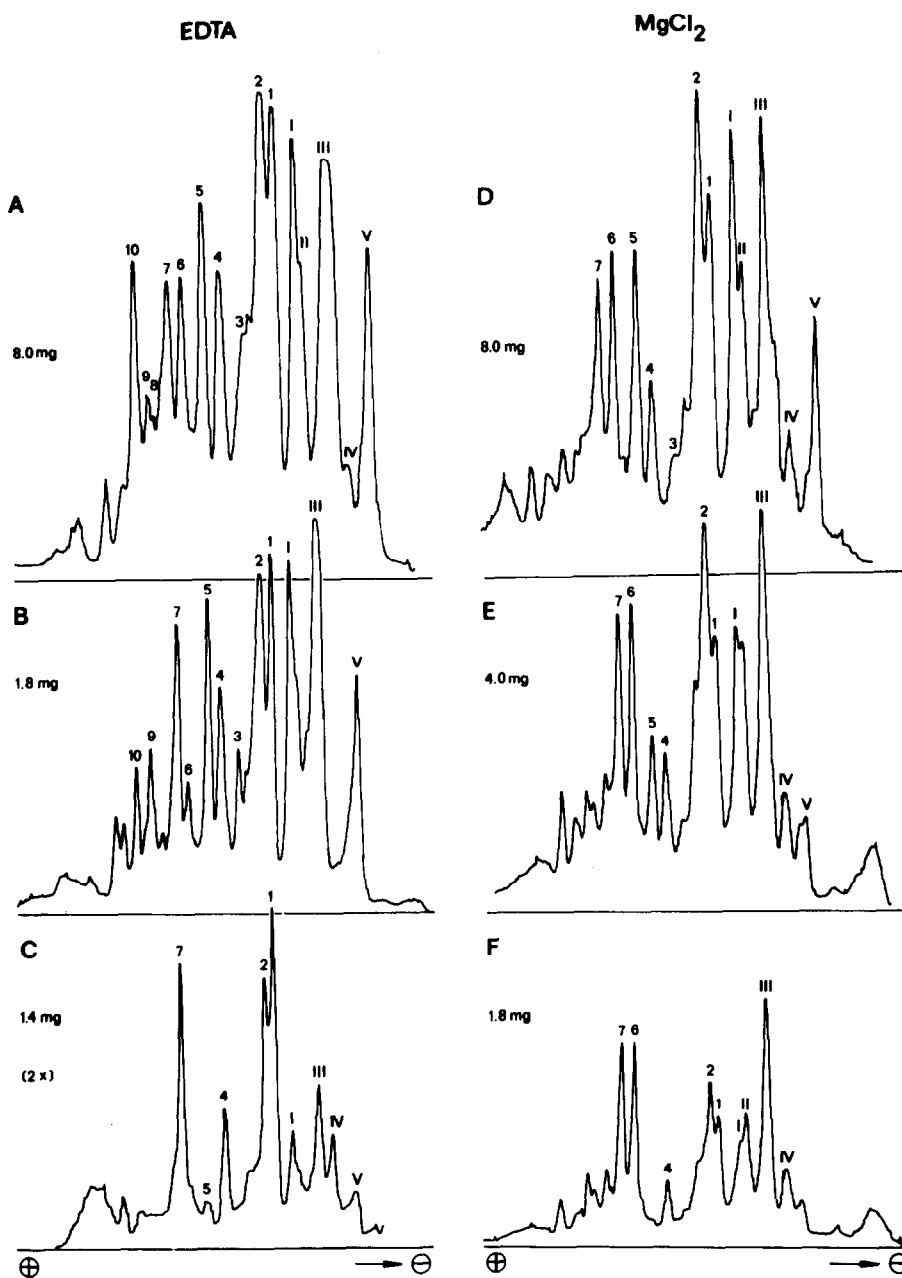 EDTA
MgCl2
A
8.0 mg
10 9 8 7 6 5 4 3 2 1 I II III IV V
D
8.0 mg
7 6 5 4 3 2 1 I II III IV V
B
1.8 mg
10 9 7 6 5 4 3 2 1 I III V
E
4.0 mg
7 6 5 4 2 1 I III IV V
C
1.4 mg
(2 x)
7 5 4 2 1 I III IV V
F
1.8 mg
7 6 4 2 1 I II III IV
⊕ → ⊖
⊕ → ⊖